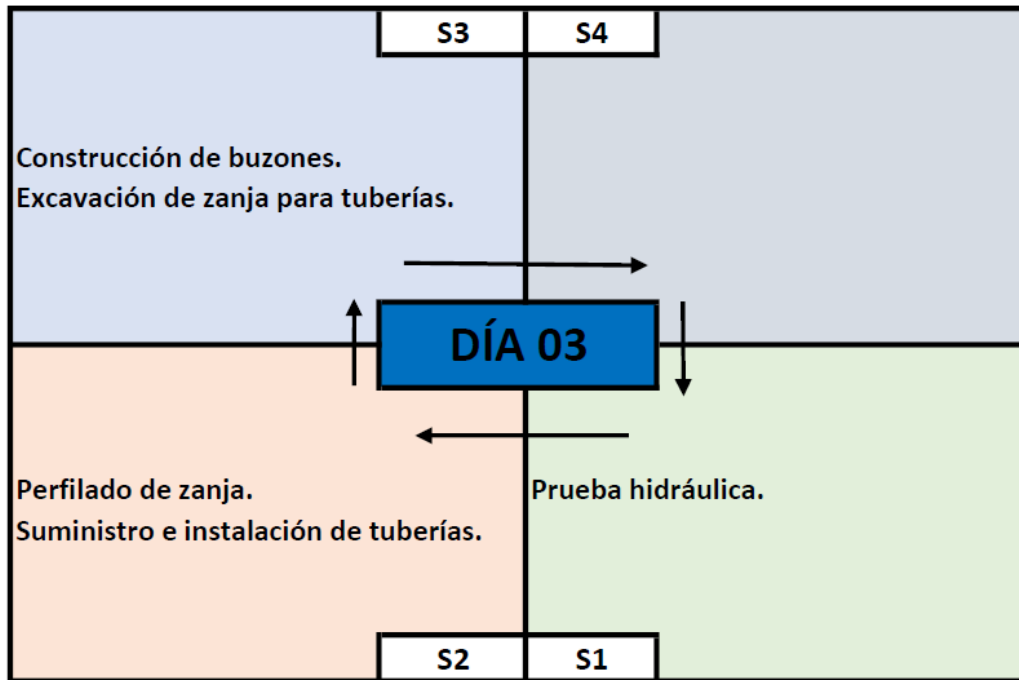 S3
S4
Construcción de buzones.
Excavación de zanja para tuberías.
DÍA 03
Perfilado de zanja.
Suministro e instalación de tuberías.
Prueba hidráulica.
S2
S1